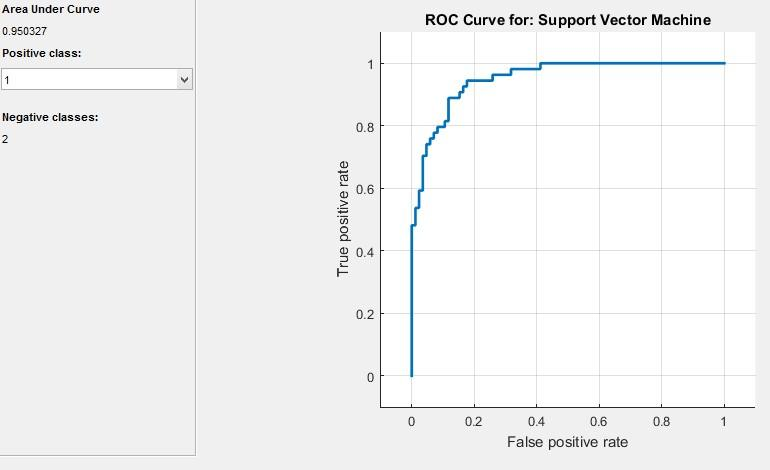 Area Under Curve
0.950327
Positive class:
1
Negative classes:
2
ROC Curve for: Support Vector Machine
1
0.8
0.6
0.4
0.2
0
True positive rate
0 0.2 0.4 0.6 0.8 1
False positive rate